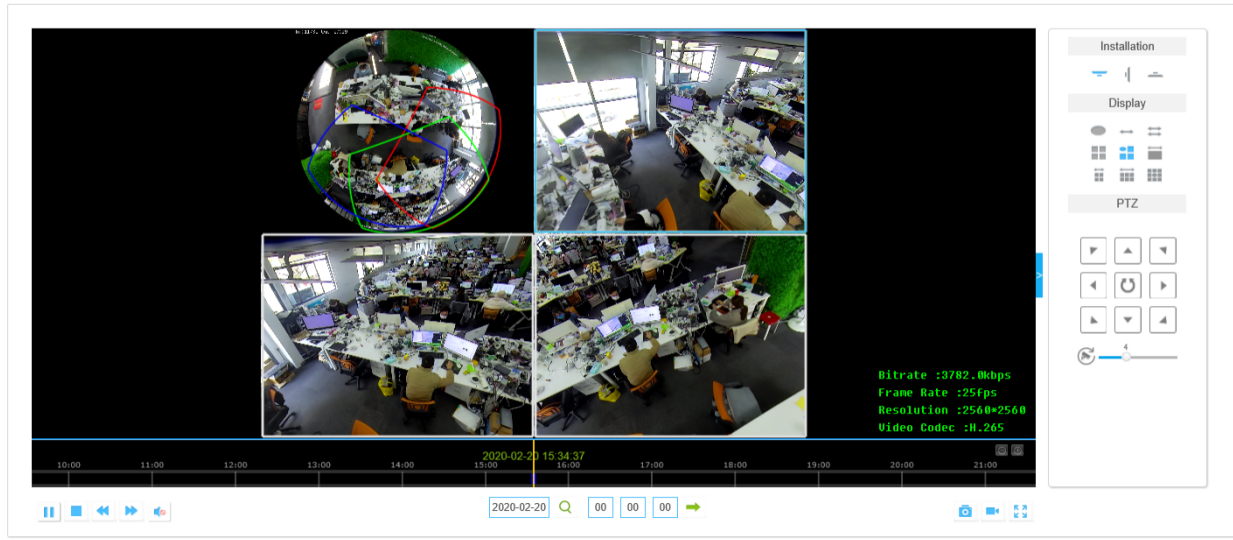 Installation
Display
PTZ
4
Bitrate :3782.0kbps
Frame Rate :25fps
Resolution :2560*2560
Video Codec :H.265
2020-02-20 15:34:37
10:00 11:00 12:00 13:00 14:00 15:00 16:00 17:00 18:00 19:00 20:00 21:00
2020-02-20 00 00 00